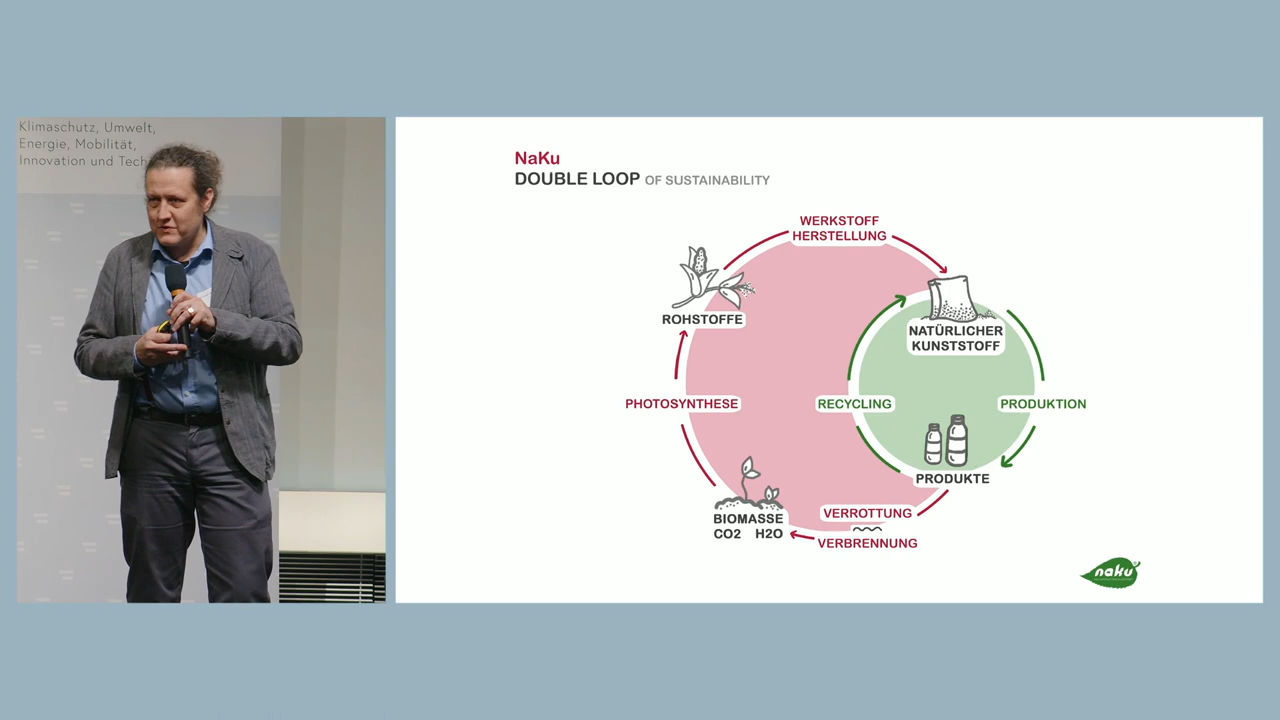 Klimaschutz, Umwelt,
Energie, Mobilität,
Innovation und Tech
NaKu
DOUBLE LOOP OF SUSTAINABILITY
WERKSTOFF
HERSTELLUNG
ROHSTOFFE
NATÜRLICHER
KUNSTSTOFF
PHOTOSYNTHESE
RECYCLING
PRODUKTION
PRODUKTE
BIOMASSE
CO2 H2O
VERROTTUNG
VERBRENNUNG
naku